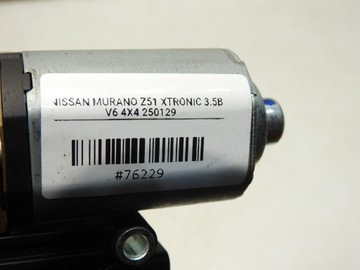 NISSAN MURANO Z51 XTRONIC 3.5B
V6 4X4 250129
#76229